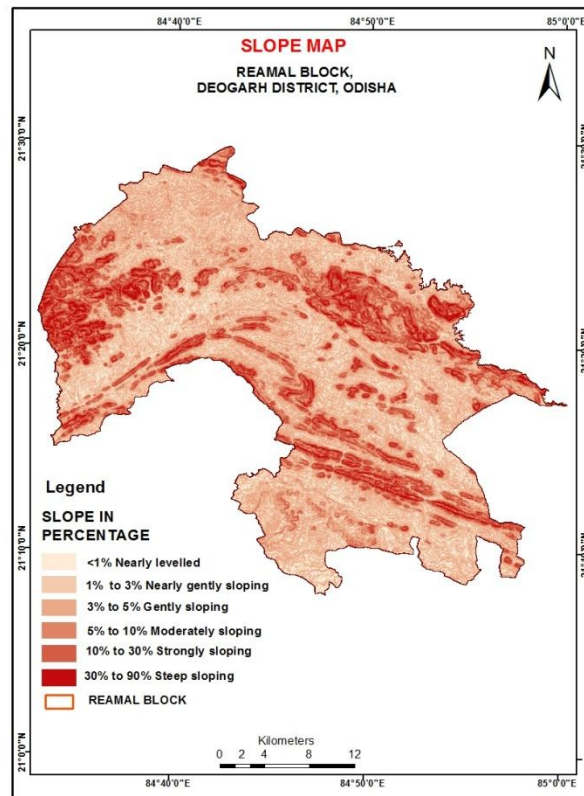 84°40'0"E 84°50'0"E 85°0'0"E
SLOPE MAP
REAMAL BLOCK,
DEOGARH DISTRICT, ODISHA
N
21°30'0"N
21°20'0"N
21°10'0"N
21°0'0"N
Legend
SLOPE IN
PERCENTAGE
<1% Nearly levelled
1% to 3% Nearly gently sloping
3% to 5% Gently sloping
5% to 10% Moderately sloping
10% to 30% Strongly sloping
30% to 90% Steep sloping
REAMAL BLOCK
Kilometers
0 2 4 8 12
84°40'0"E 84°50'0"E 85°0'0"E